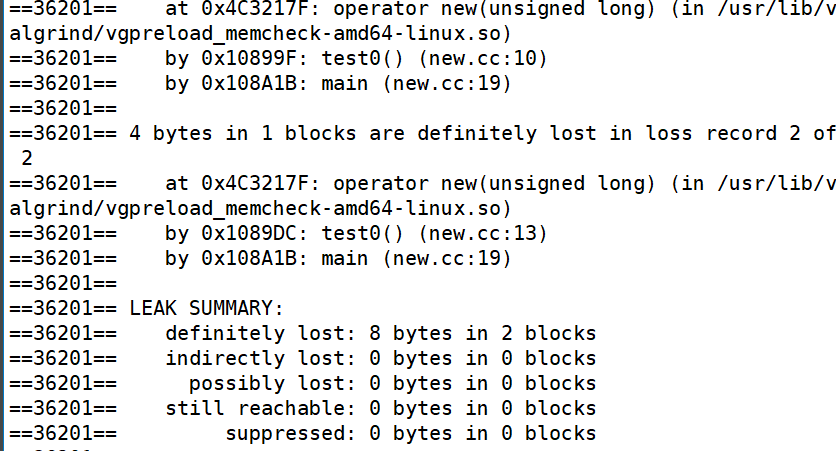 ==36201==    at 0x4C3217F: operator new(unsigned long) (in /usr/lib/v
algrind/vgpreload_memcheck-amd64-linux.so)
==36201==    by 0x10899F: test0() (new.cc:10)
==36201==    by 0x108A1B: main (new.cc:19)
==36201==
==36201== 4 bytes in 1 blocks are definitely lost in loss record 2 of
 2
==36201==    at 0x4C3217F: operator new(unsigned long) (in /usr/lib/v
algrind/vgpreload_memcheck-amd64-linux.so)
==36201==    by 0x1089DC: test0() (new.cc:13)
==36201==    by 0x108A1B: main (new.cc:19)
==36201==
==36201== LEAK SUMMARY:
==36201==    definitely lost: 8 bytes in 2 blocks
==36201==    indirectly lost: 0 bytes in 0 blocks
==36201==      possibly lost: 0 bytes in 0 blocks
==36201==    still reachable: 0 bytes in 0 blocks
==36201==         suppressed: 0 bytes in 0 blocks